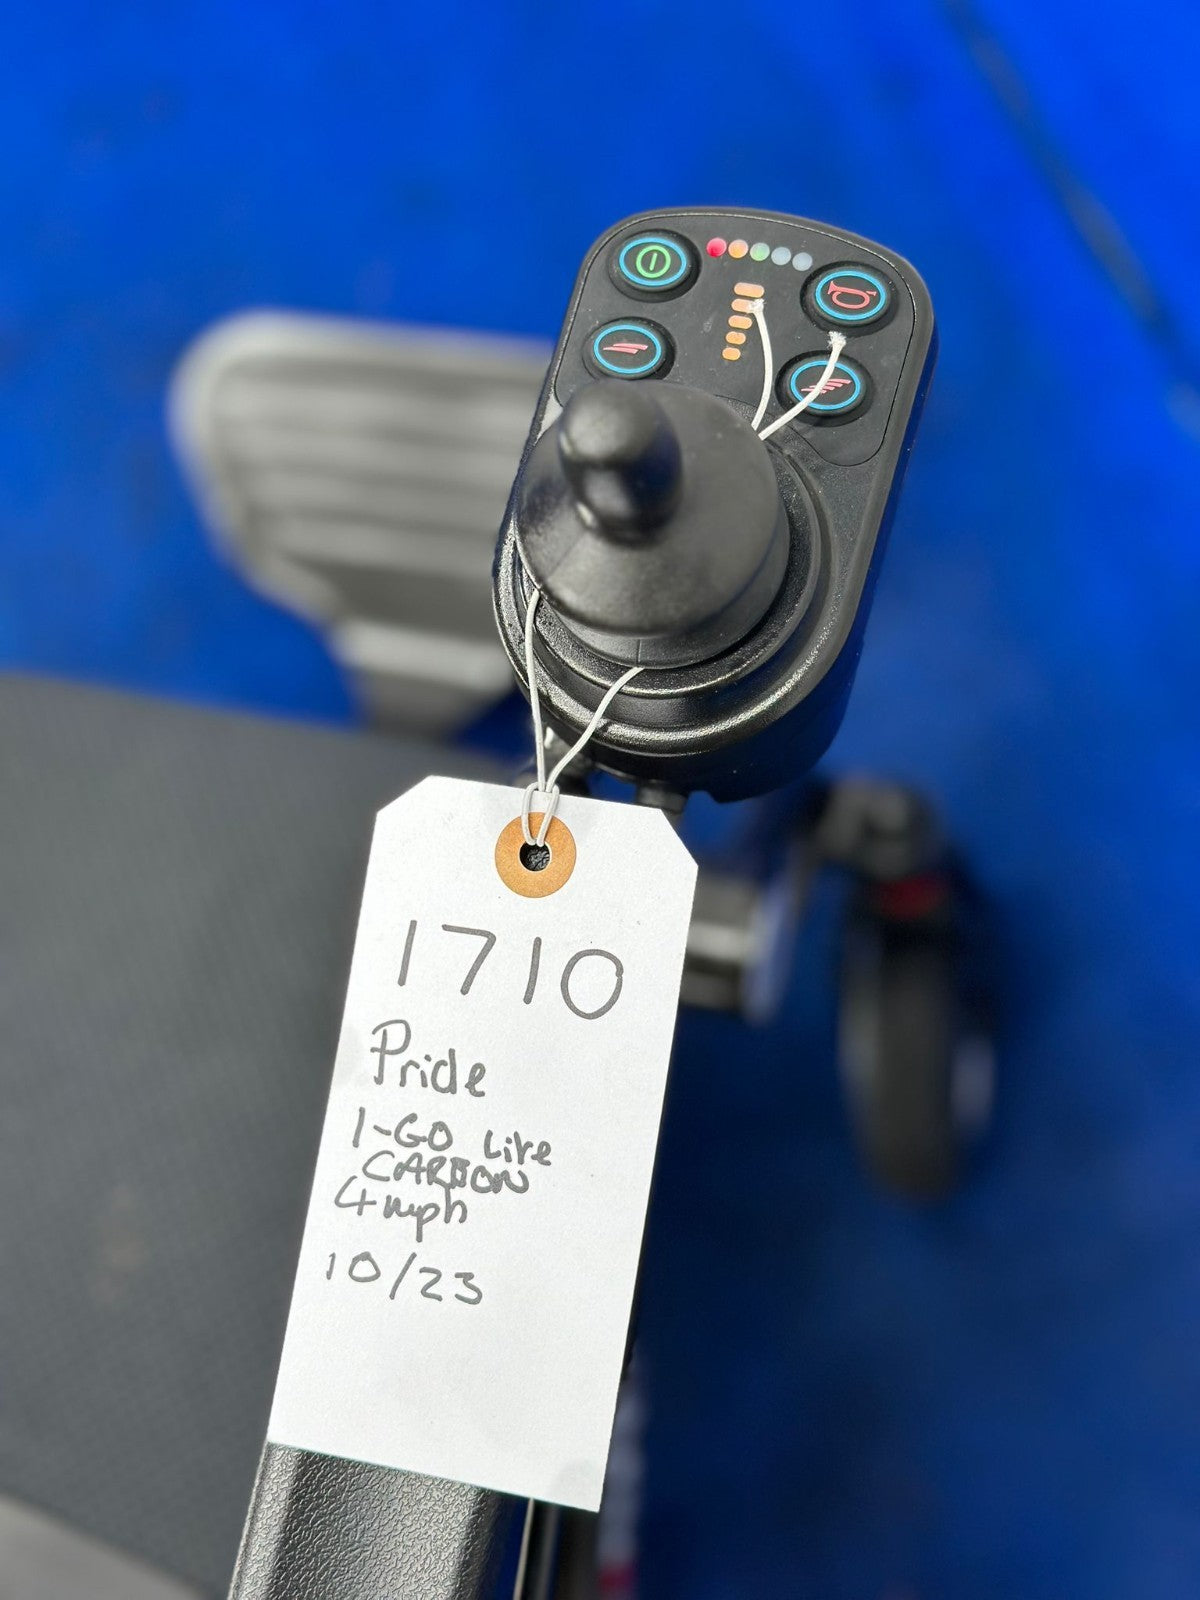 1710
Pride
1-GO Lite
CARBON
4mph
10/23